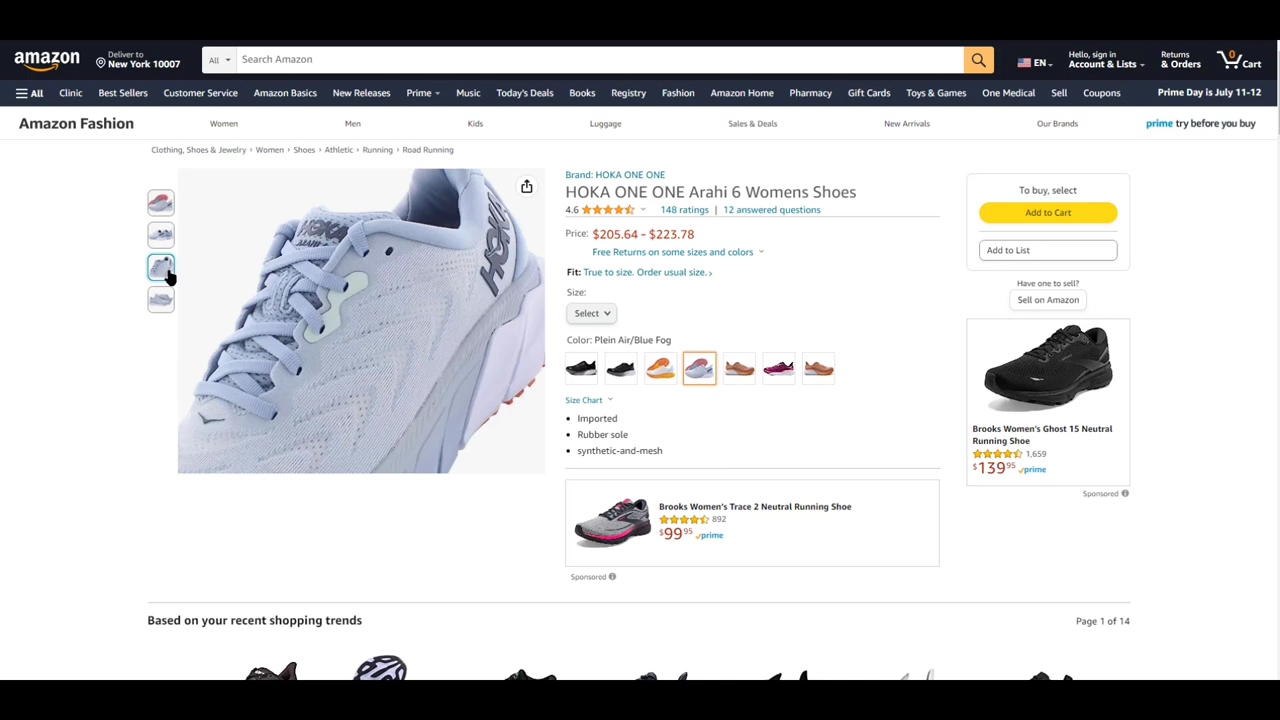 amazon
Deliver to
New York 10007
All
Search Amazon
EN
Hello, sign in
Account & Lists
Returns
& Orders
0
Cart
All
Clinic
Best Sellers
Customer Service
Amazon Basics
New Releases
Prime
Music
Today's Deals
Books
Registry
Fashion
Amazon Home
Pharmacy
Gift Cards
Toys & Games
One Medical
Sell
Coupons
Prime Day is July 11-12
Amazon Fashion
Women
Men
Kids
Luggage
Sales & Deals
New Arrivals
Our Brands
prime try before you buy
Clothing, Shoes & Jewelry › Women › Shoes › Athletic › Running › Road Running
HOKA
ARAHI
HOKA
Brand: HOKA ONE ONE
HOKA ONE ONE Arahi 6 Womens Shoes
4.6
148 ratings | 12 answered questions
Price: $205.64 - $223.78
Free Returns on some sizes and colors
Fit: True to size. Order usual size. ›
Size:
Select
Color: Plein Air/Blue Fog
Size Chart
• Imported
• Rubber sole
• synthetic-and-mesh
Brooks Women's Trace 2 Neutral Running Shoe
892
$9995 prime
Sponsored
To buy, select
Add to Cart
Add to List
Have one to sell?
Sell on Amazon
Brooks Women's Ghost 15 Neutral
Running Shoe
1,659
$13995 prime
Sponsored
Based on your recent shopping trends
Page 1 of 14